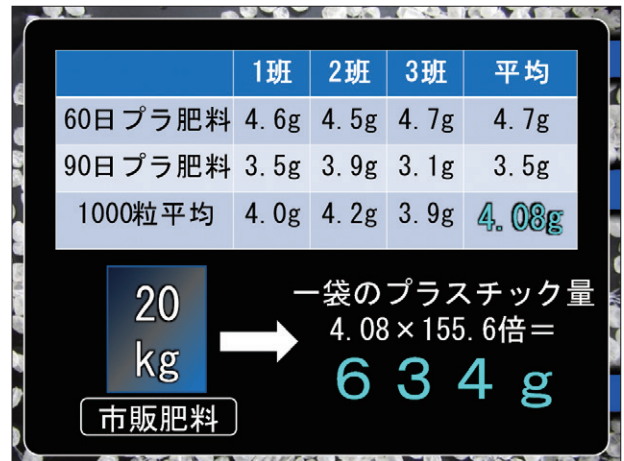 1班 2班 3班 平均
60日プラ肥料 4.6g 4.5g 4.7g 4.7g
90日プラ肥料 3.5g 3.9g 3.1g 3.5g
1000粒平均 4.0g 4.2g 3.9g 4.08g
20
kg
市販肥料
一袋のプラスチック量
4.08×155.6倍＝
634g